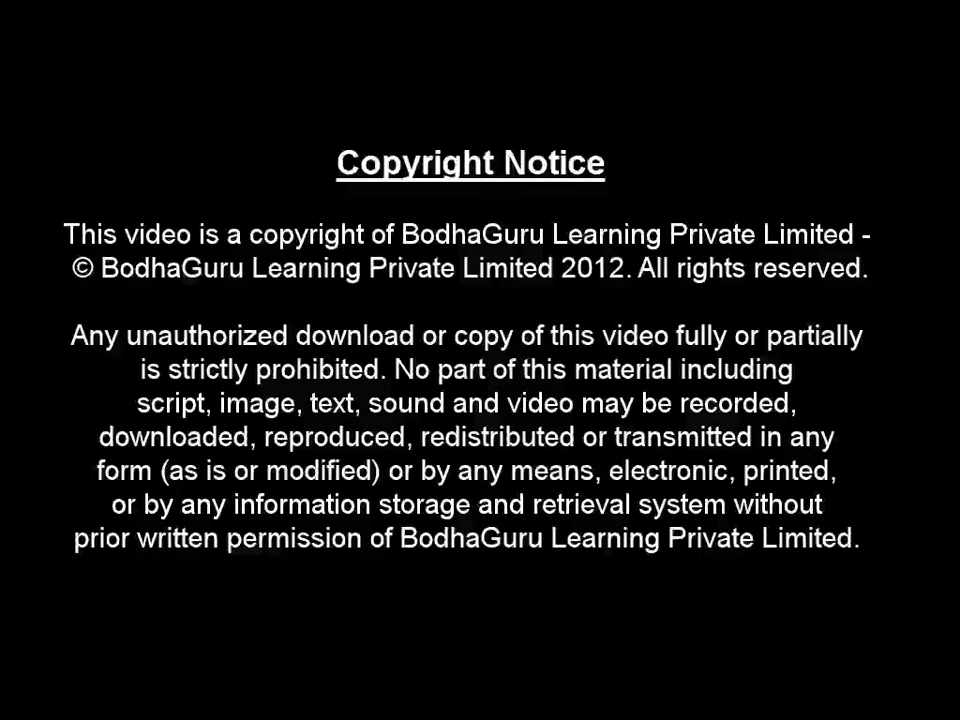 Copyright Notice
This video is a copyright of BodhaGuru Learning Private Limited -
© BodhaGuru Learning Private Limited 2012. All rights reserved.
Any unauthorized download or copy of this video fully or partially
is strictly prohibited. No part of this material including
script, image, text, sound and video may be recorded,
downloaded, reproduced, redistributed or transmitted in any
form (as is or modified) or by any means, electronic, printed,
or by any information storage and retrieval system without
prior written permission of BodhaGuru Learning Private Limited.